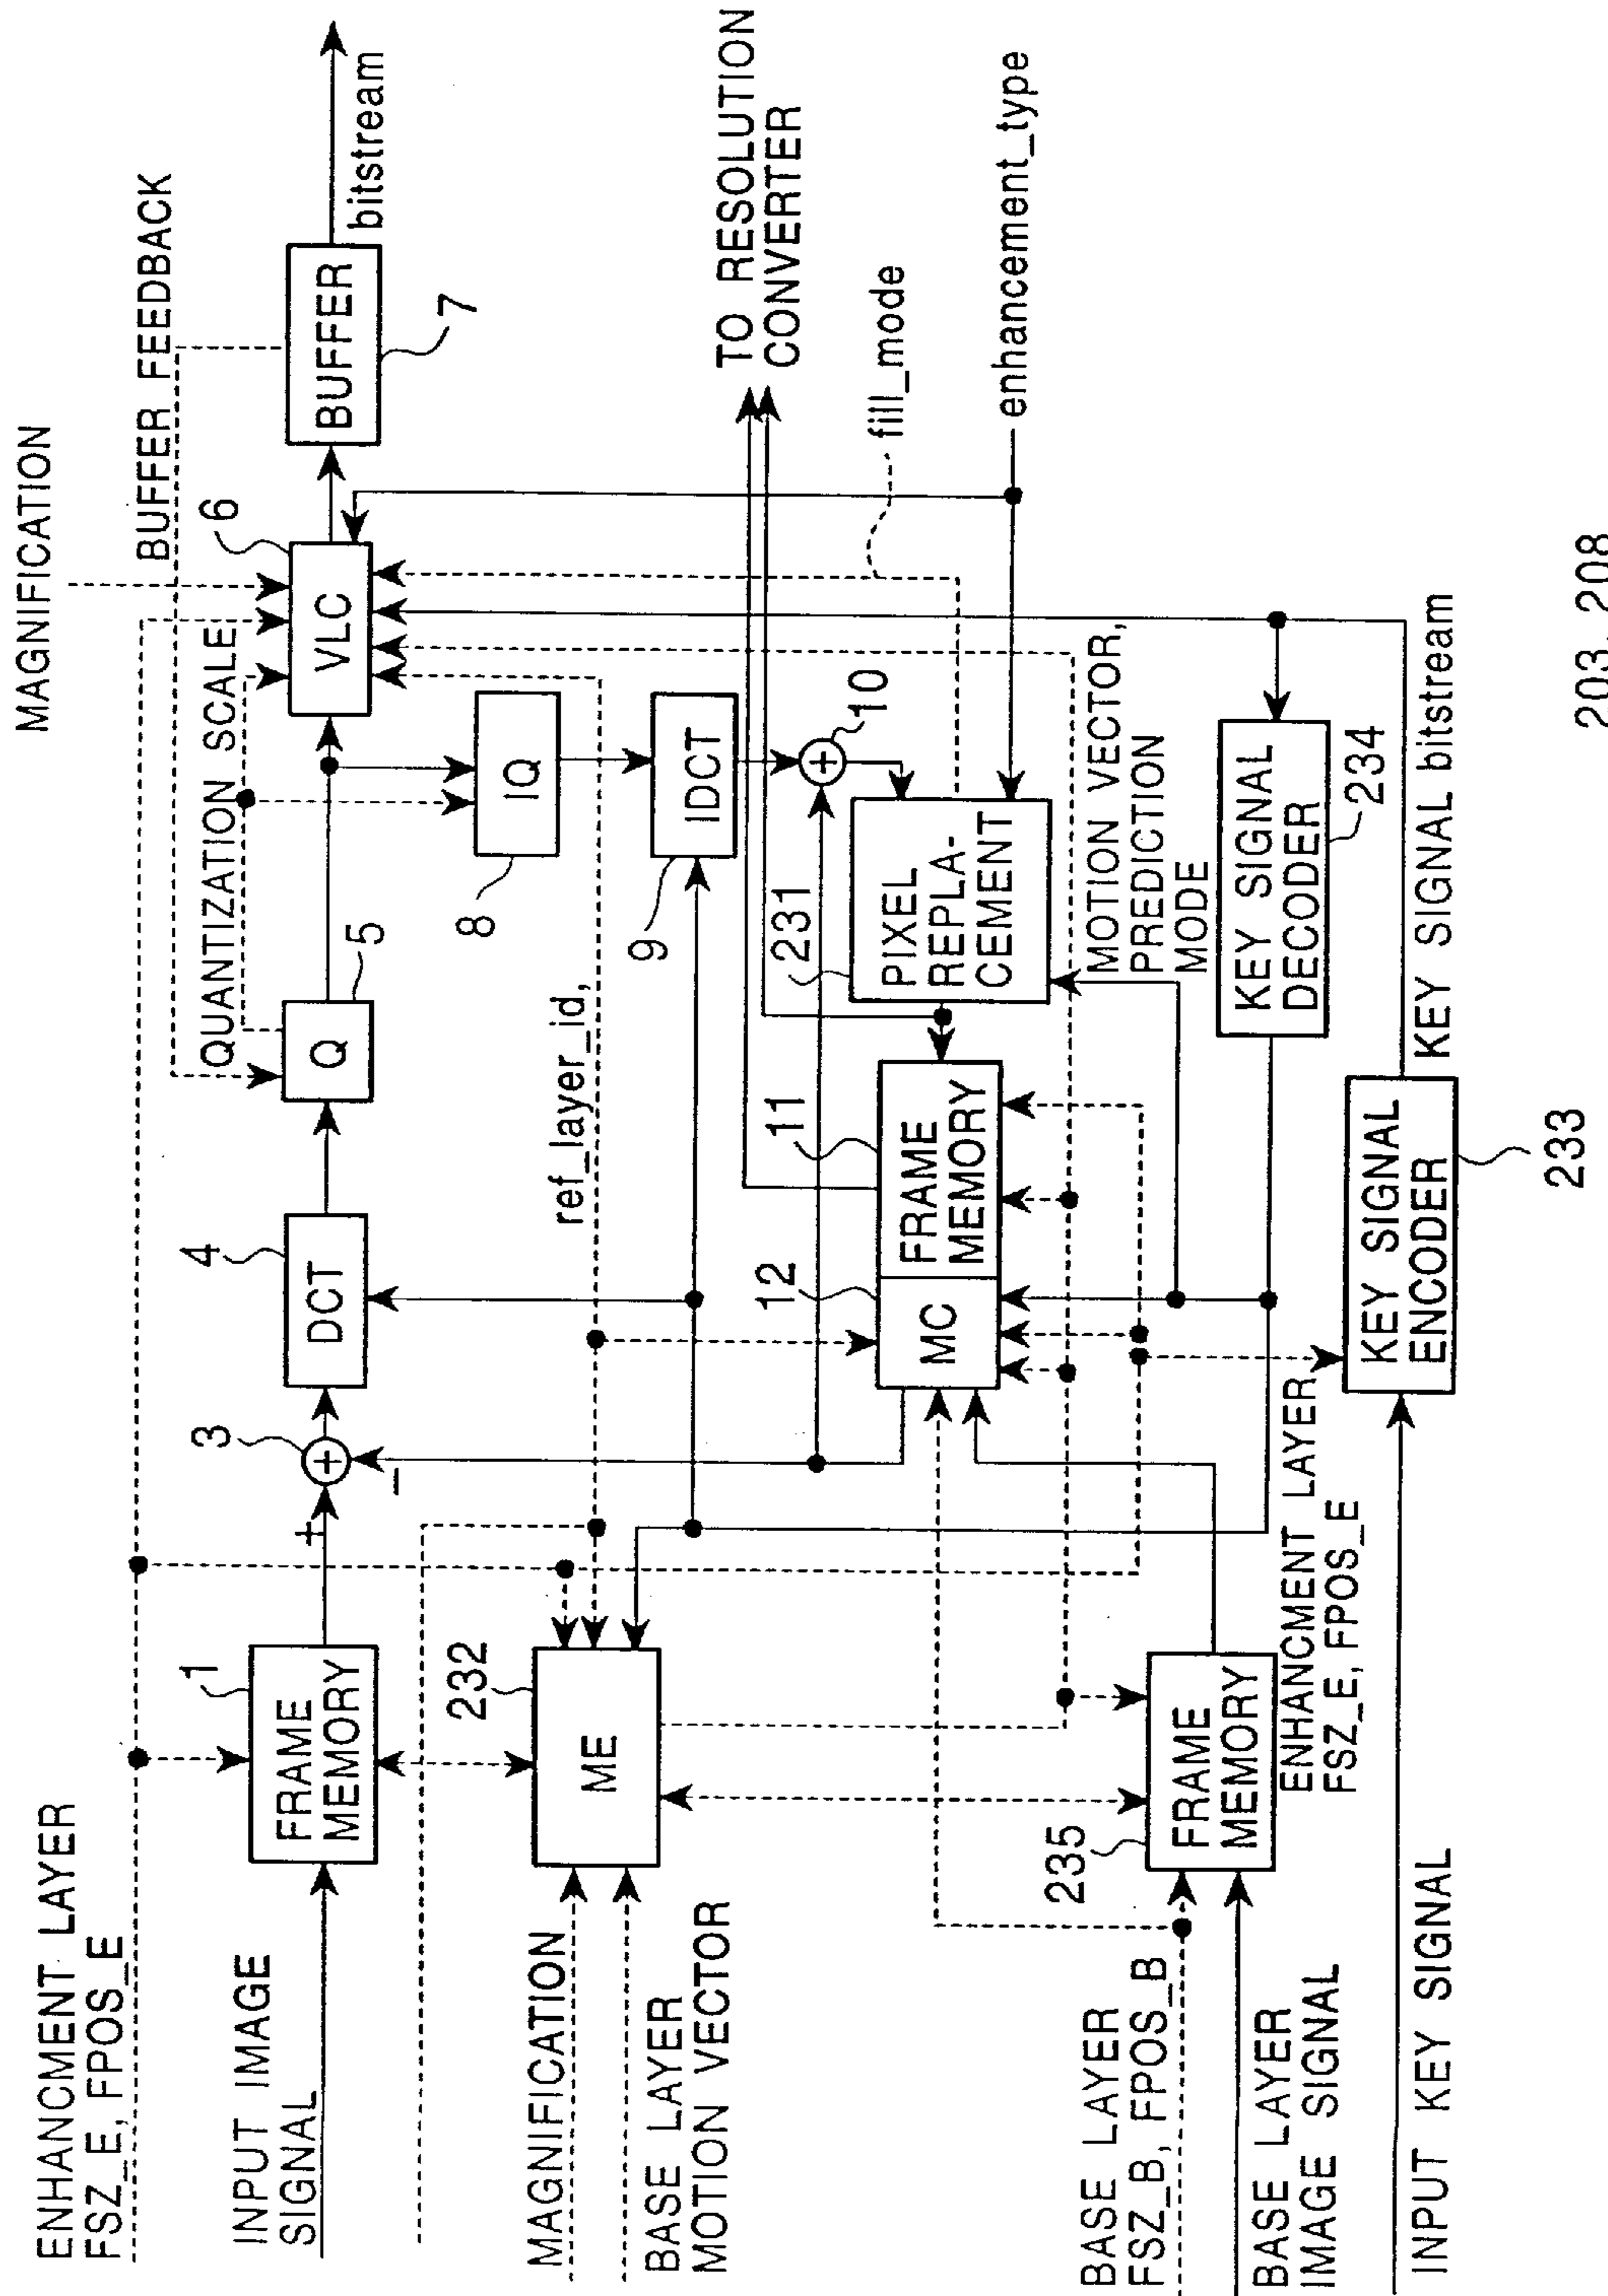 MAGNIFICATION
BUFFER FEEDBACK
QUANTIZATION SCALE
ENHANCMENT LAYER
FSZ_E, FPOS_E
INPUT IMAGE
SIGNAL
1
FRAME
MEMORY
+
3
+
−
4
DCT
5
Q
6
VLC
BUFFER
7
bitstream
MAGNIFICATION
BASE LAYER
MOTION VECTOR
232
ME
ref_layer_id,
IQ
8
IDCT
9
+
10
TO RESOLUTION
CONVERTER
fill_mode
enhancement_type
231
PIXEL
REPLA-
CEMENT
11
FRAME
MEMORY
12
MC
MOTION VECTOR,
PREDICTION
MODE
BASE LAYER
FSZ_B, FPOS_B
BASE LAYER
IMAGE SIGNAL
235
FRAME
MEMORY
ENHANCMENT LAYER
FSZ_E, FPOS_E
KEY SIGNAL
DECODER
234
INPUT KEY SIGNAL
KEY SIGNAL
ENCODER
233
KEY SIGNAL bitstream
203, 208